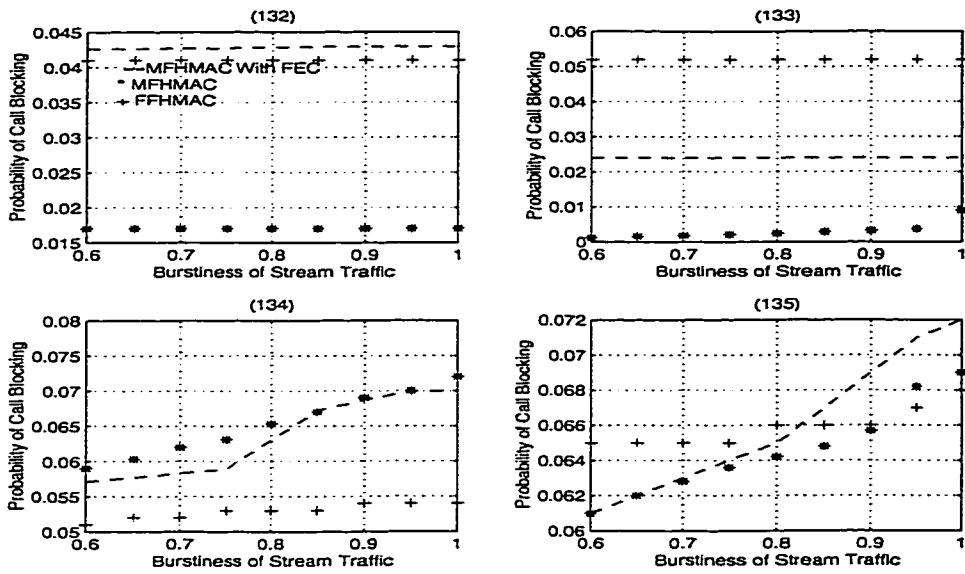 (132)
Probability of Call Blocking
0.045
0.04
0.035
0.03
0.025
0.02
0.015
--MFHMAC With FEC
* MFHMAC
+ FFHMAC
0.6 0.7 0.8 0.9 1
Burstiness of Stream Traffic
(133)
Probability of Call Blocking
0.06
0.05
0.04
0.03
0.02
0.01
0
0.6 0.7 0.8 0.9 1
Burstiness of Stream Traffic
(134)
Probability of Call Blocking
0.08
0.075
0.07
0.065
0.06
0.055
0.05
0.6 0.7 0.8 0.9 1
Burstiness of Stream Traffic
(135)
Probability of Call Blocking
0.072
0.07
0.068
0.066
0.064
0.062
0.06
0.6 0.7 0.8 0.9 1
Burstiness of Stream Traffic